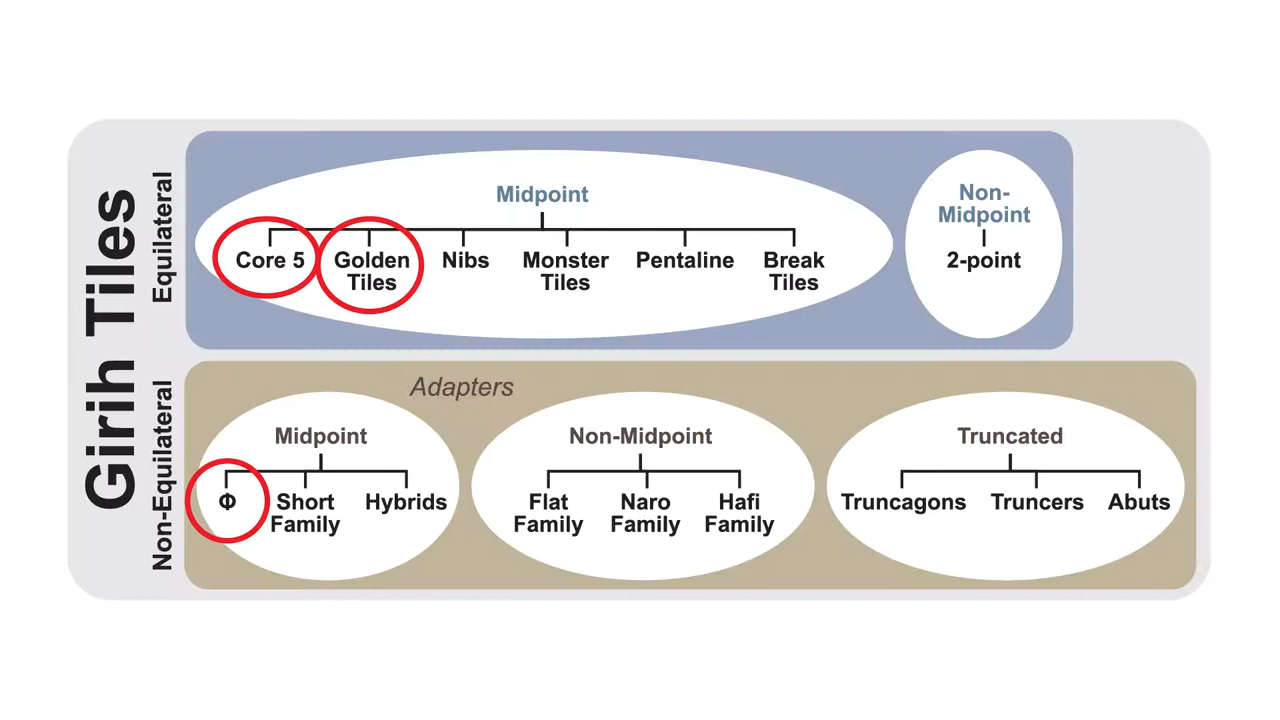 Girih Tiles
Equilateral
Midpoint
Core 5
Golden
Tiles
Nibs
Monster
Tiles
Pentaline
Break
Tiles
Non-
Midpoint
2-point
Non-Equilateral
Adapters
Midpoint
Φ
Short
Family
Hybrids
Non-Midpoint
Flat
Family
Naro
Family
Hafi
Family
Truncated
Truncagons
Truncers
Abuts